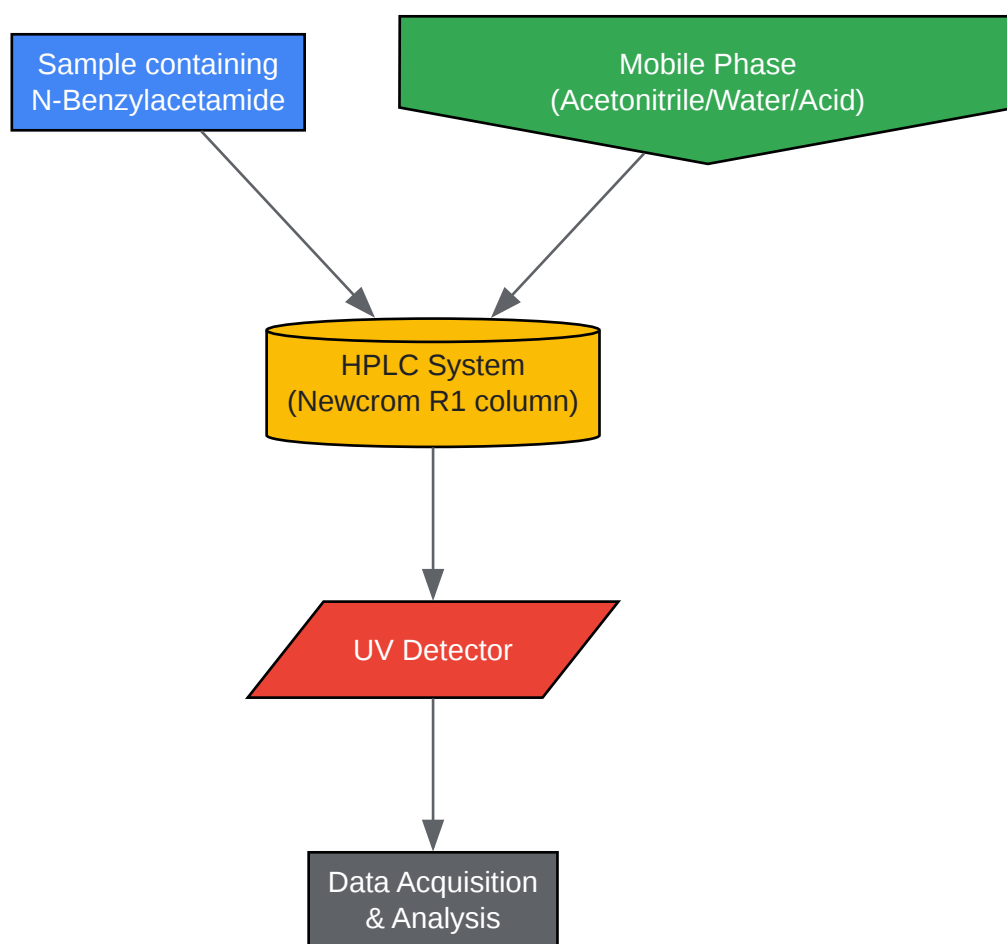 Sample containing
N-Benzylacetamide
Mobile Phase
(Acetonitrile/Water/Acid)
HPLC System
(Newcrom R1 column)
UV Detector
Data Acquisition
& Analysis